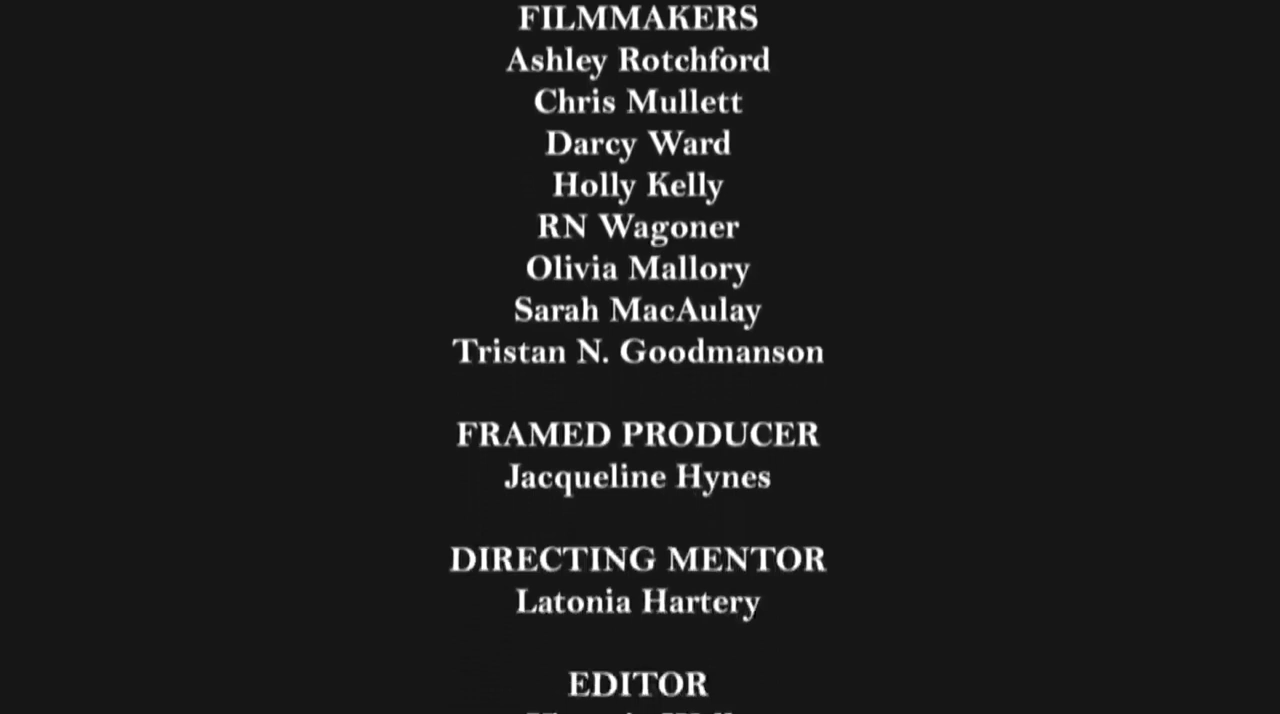 FILMMAKERS
Ashley Rotchford
Chris Mullett
Darcy Ward
Holly Kelly
RN Wagoner
Olivia Mallory
Sarah MacAulay
Tristan N. Goodmanson
FRAMED PRODUCER
Jacqueline Hynes
DIRECTING MENTOR
Latonia Hartery
EDITOR